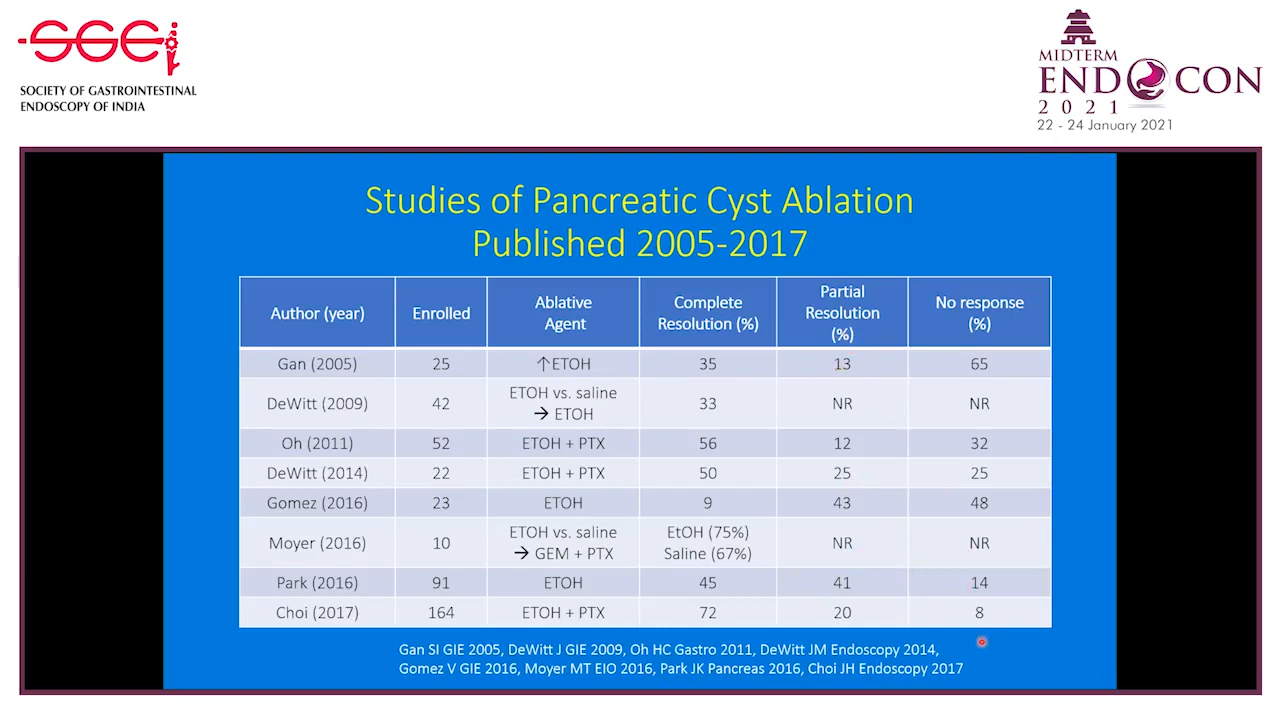 SGEi
SOCIETY OF GASTROINTESTINAL
ENDOSCOPY OF INDIA
MIDTERM
ENDOCON
2021
22 - 24 January 2021
Studies of Pancreatic Cyst Ablation
Published 2005-2017
Author (year) Enrolled Ablative Agent Complete Resolution (%) Partial Resolution (%) No response (%)
Gan (2005) 25 ↑ETOH 35 13 65
DeWitt (2009) 42 ETOH vs. saline → ETOH 33 NR NR
Oh (2011) 52 ETOH + PTX 56 12 32
DeWitt (2014) 22 ETOH + PTX 50 25 25
Gomez (2016) 23 ETOH 9 43 48
Moyer (2016) 10 ETOH vs. saline → GEM + PTX EtOH (75%) Saline (67%) NR NR
Park (2016) 91 ETOH 45 41 14
Choi (2017) 164 ETOH + PTX 72 20 8
Gan SI GIE 2005, DeWitt J GIE 2009, Oh HC Gastro 2011, DeWitt JM Endoscopy 2014,
Gomez V GIE 2016, Moyer MT EIO 2016, Park JK Pancreas 2016, Choi JH Endoscopy 2017